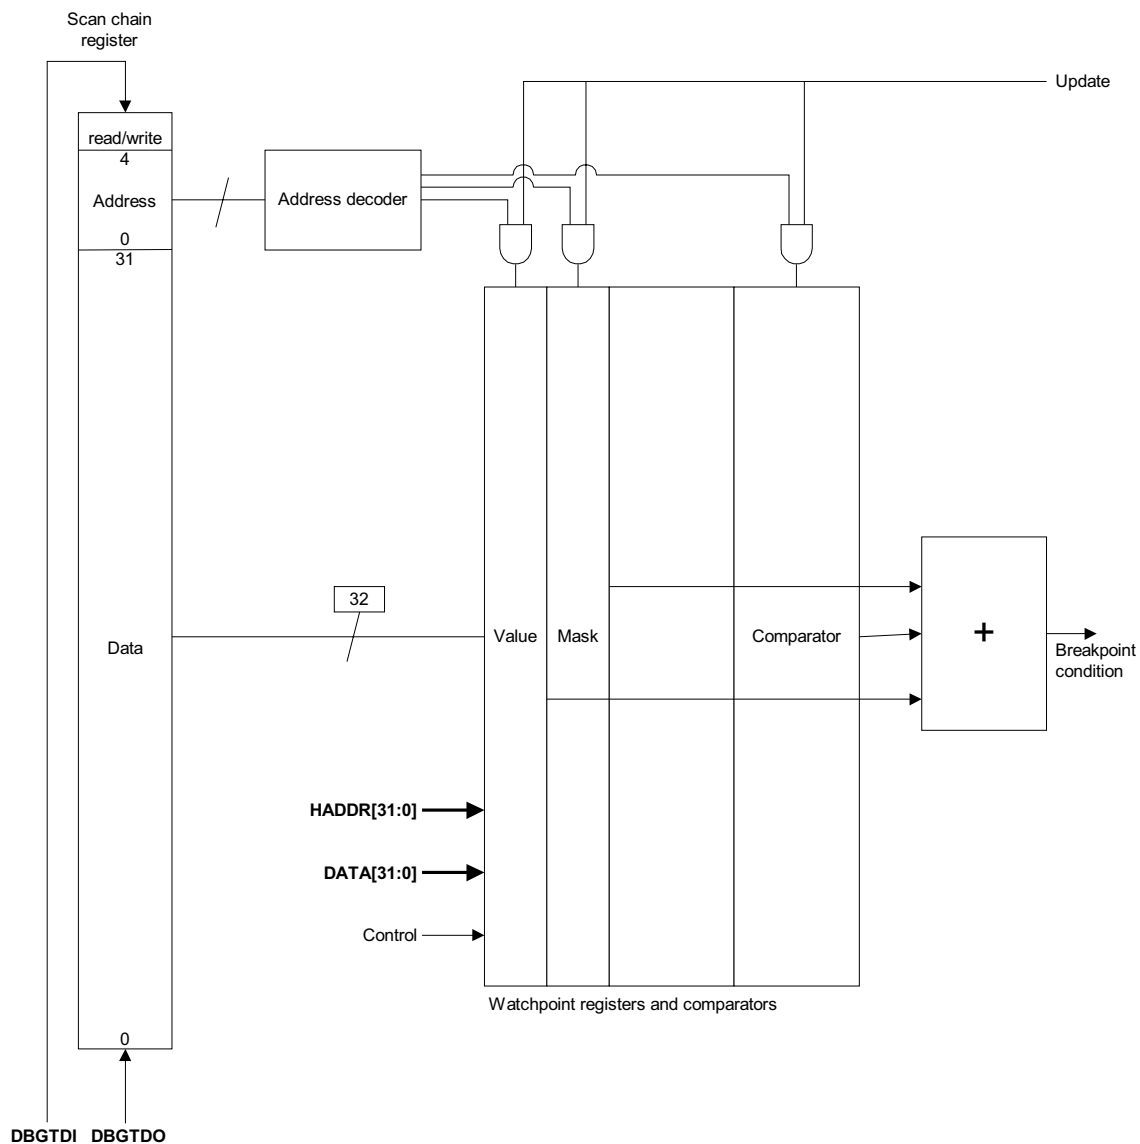 Scan chain
register
Update
read/write
4
Address
Address decoder
0
31
32
Data
Value
Mask
Comparator
+
Breakpoint
condition
HADDR[31:0]
DATA[31:0]
Control
Watchpoint registers and comparators
0
DBGTDI
DBGTDO